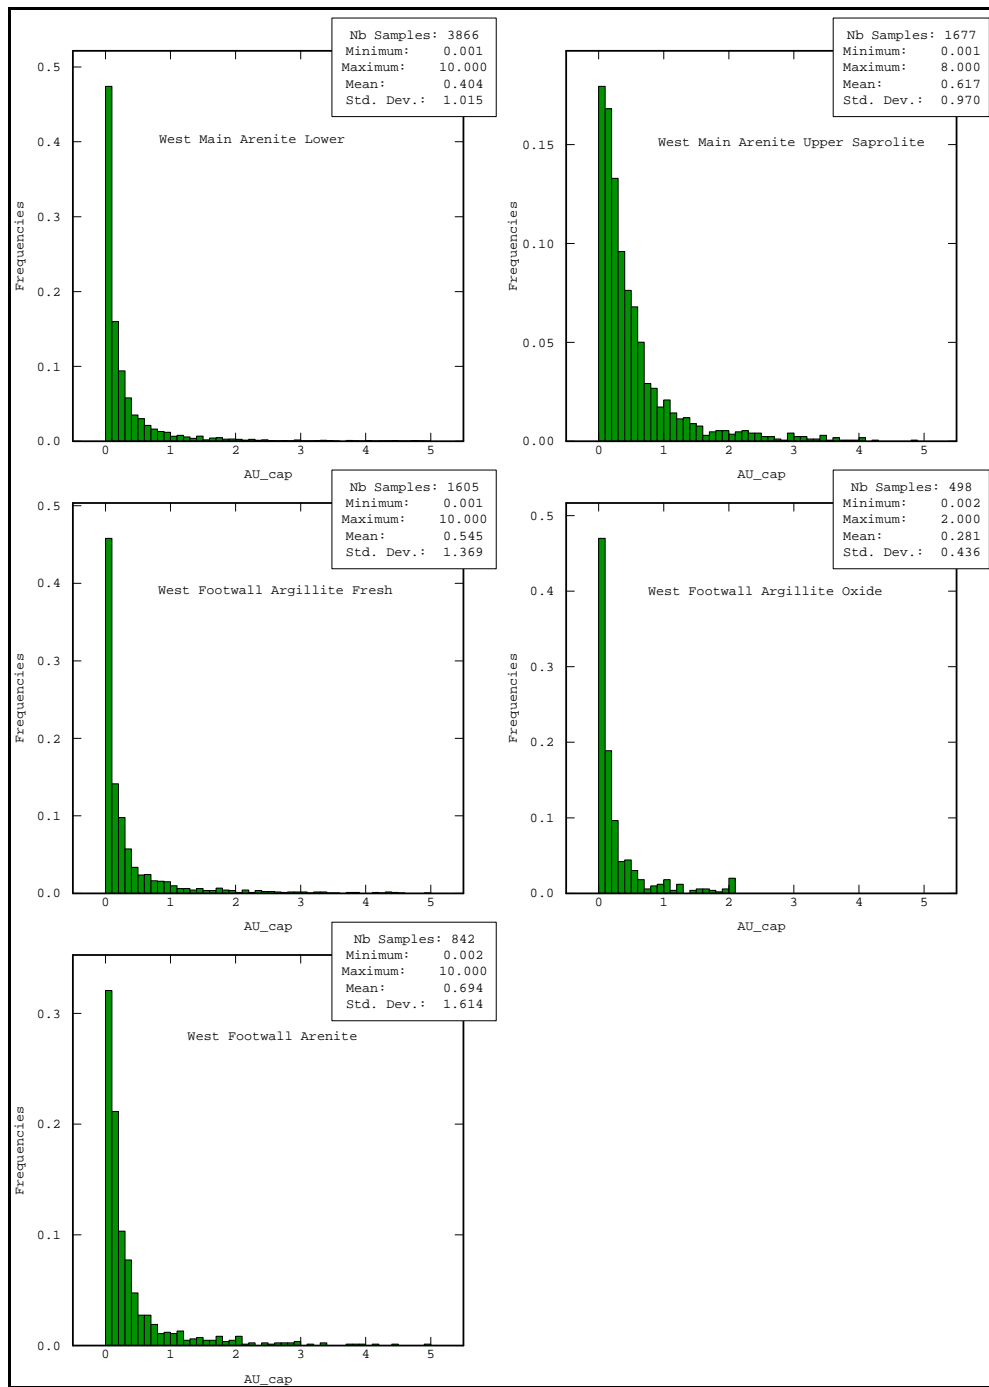 Nb Samples: 3866
Minimum: 0.001
Maximum: 10.000
Mean: 0.404
Std. Dev.: 1.015
West Main Arenite Lower
Frequencies
0.5
0.4
0.3
0.2
0.1
0.0
0 1 2 3 4 5
AU_cap
Nb Samples: 1677
Minimum: 0.001
Maximum: 8.000
Mean: 0.617
Std. Dev.: 0.970
West Main Arenite Upper Saprolite
Frequencies
0.15
0.10
0.05
0.00
0 1 2 3 4 5
AU_cap
Nb Samples: 1605
Minimum: 0.001
Maximum: 10.000
Mean: 0.545
Std. Dev.: 1.369
West Footwall Argillite Fresh
Frequencies
0.5
0.4
0.3
0.2
0.1
0.0
0 1 2 3 4 5
AU_cap
Nb Samples: 498
Minimum: 0.002
Maximum: 2.000
Mean: 0.281
Std. Dev.: 0.436
West Footwall Argillite Oxide
Frequencies
0.5
0.4
0.3
0.2
0.1
0.0
0 1 2 3 4 5
AU_cap
Nb Samples: 842
Minimum: 0.002
Maximum: 10.000
Mean: 0.694
Std. Dev.: 1.614
West Footwall Arenite
Frequencies
0.3
0.2
0.1
0.0
0 1 2 3 4 5
AU_cap